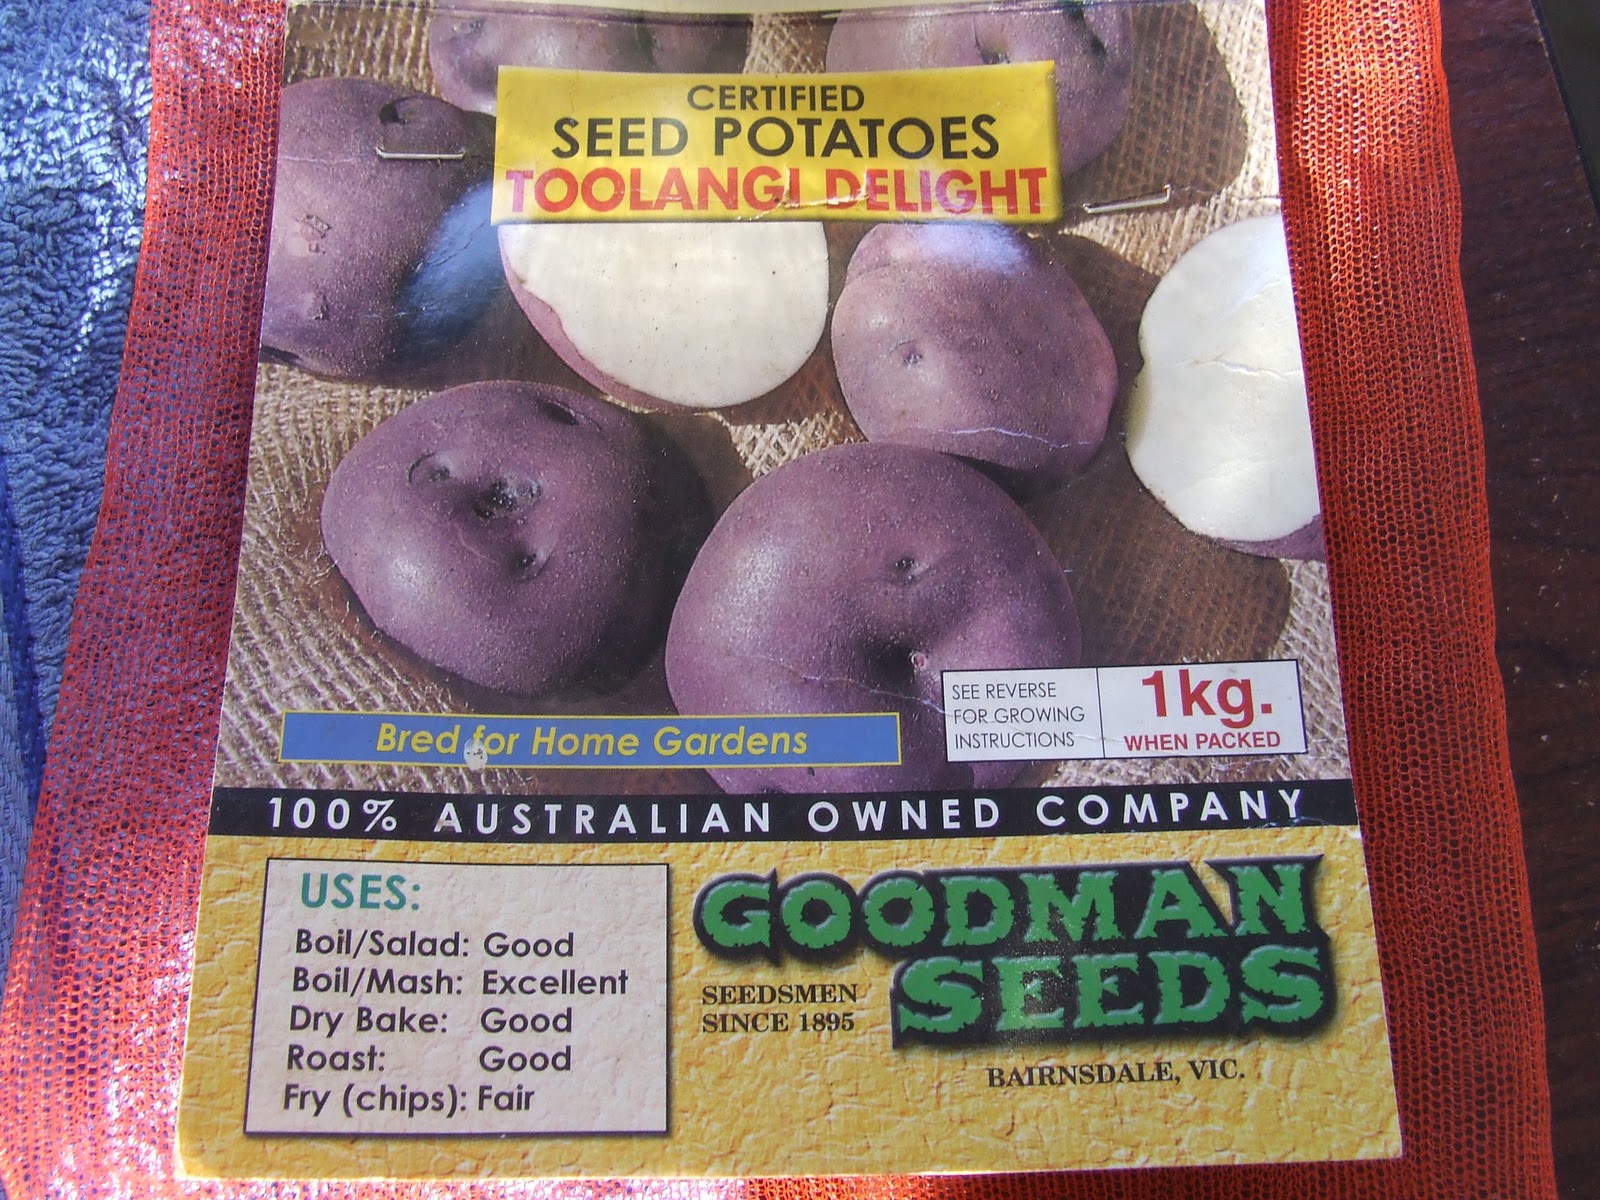 CERTIFIED
SEED POTATOES
TOOLANGI DELIGHT
SEE REVERSE
FOR GROWING
INSTRUCTIONS
1kg.
WHEN PACKED
Bred for Home Gardens
100% AUSTRALIAN OWNED COMPANY
USES:
Boil/Salad: Good
Boil/Mash: Excellent
Dry Bake: Good
Roast: Good
Fry (chips): Fair
GOODMAN
SEEDS
SEEDSMEN
SINCE 1895
BAIRNSDALE, VIC.